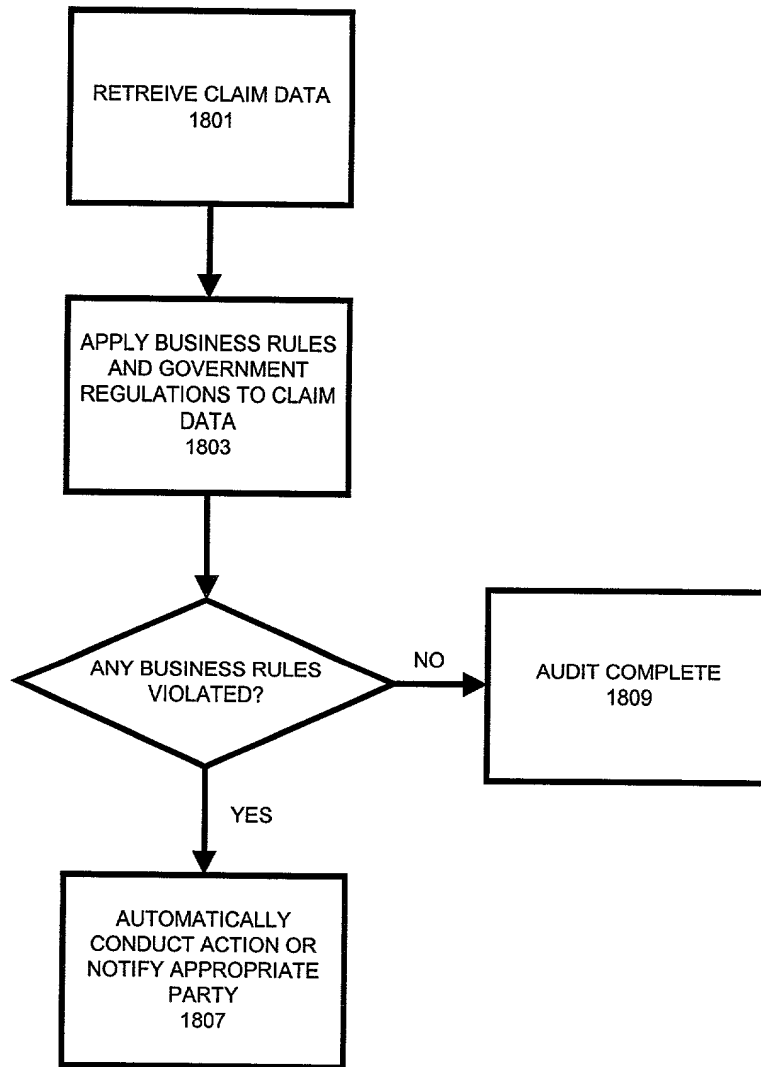 RETREIVE CLAIM DATA
1801
APPLY BUSINESS RULES
AND GOVERNMENT
REGULATIONS TO CLAIM
DATA
1803
ANY BUSINESS RULES
VIOLATED?
NO
AUDIT COMPLETE
1809
YES
AUTOMATICALLY
CONDUCT ACTION OR
NOTIFY APPROPRIATE
PARTY
1807